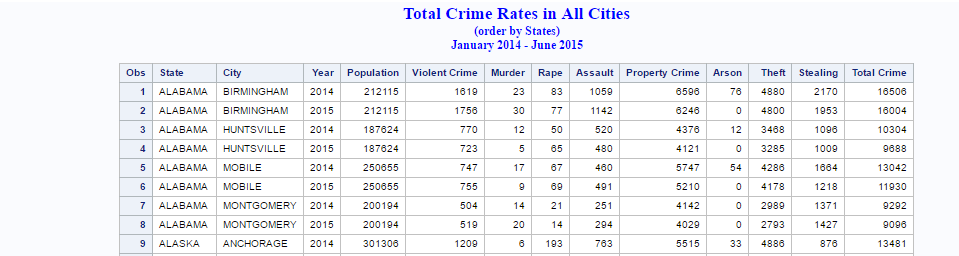 Total Crime Rates in All Cities
(order by States)
January 2014 - June 2015
Obs State City Year Population Violent Crime Murder Rape Assault Property Crime Arson Theft Stealing Total Crime
1 ALABAMA BIRMINGHAM 2014 212115 1619 23 83 1059 6596 76 4880 2170 16506
2 ALABAMA BIRMINGHAM 2015 212115 1756 30 77 1142 6246 0 4800 1953 16004
3 ALABAMA HUNTSVILLE 2014 187624 770 12 50 520 4376 12 3468 1096 10304
4 ALABAMA HUNTSVILLE 2015 187624 723 5 65 480 4121 0 3285 1009 9688
5 ALABAMA MOBILE 2014 250655 747 17 67 460 5747 54 4286 1664 13042
6 ALABAMA MOBILE 2015 250655 755 9 69 491 5210 0 4178 1218 11930
7 ALABAMA MONTGOMERY 2014 200194 504 14 21 251 4142 0 2989 1371 9292
8 ALABAMA MONTGOMERY 2015 200194 519 20 14 294 4029 0 2793 1427 9096
9 ALASKA ANCHORAGE 2014 301306 1209 6 193 763 5515 33 4886 876 13481